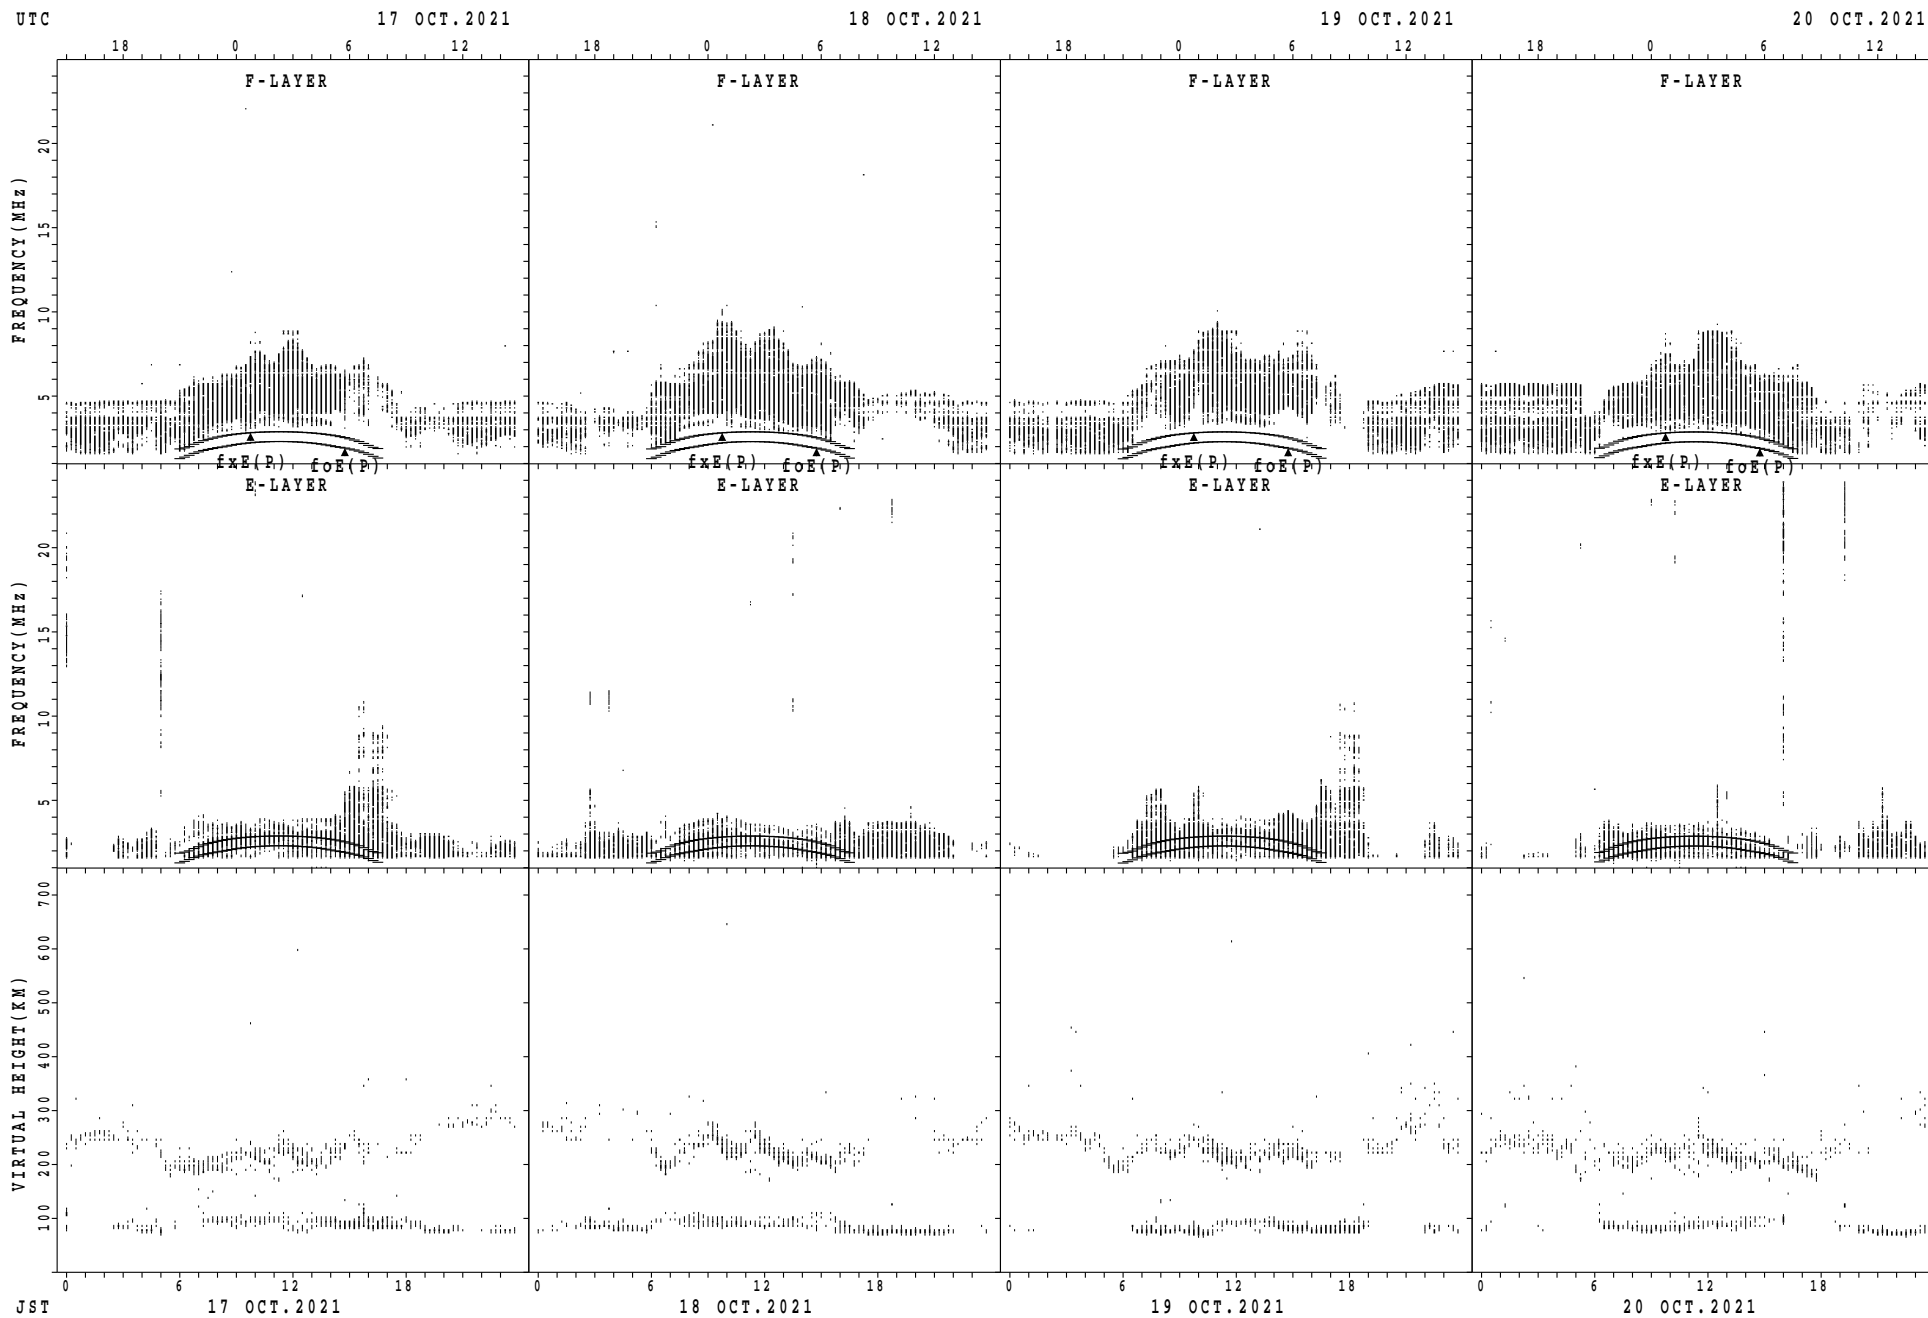 UTC 17 OCT.2021 18 OCT.2021 19 OCT.2021 20 OCT.2021
18 0 6 12 18 0 6 12 18 0 6 12 18 0 6 12
F-LAYER F-LAYER F-LAYER F-LAYER
FREQUENCY(MHz)
20
15
10
5
fxE(P) foE(P) fxE(P) foE(P) fxE(P) foE(P) fxE(P) foE(P)
E-LAYER E-LAYER E-LAYER E-LAYER
FREQUENCY(MHz)
20
15
10
5
VIRTUAL HEIGHT(KM)
700
600
500
400
300
200
100
0 6 12 18 0 6 12 18 0 6 12 18 0 6 12 18
JST 17 OCT.2021 18 OCT.2021 19 OCT.2021 20 OCT.2021